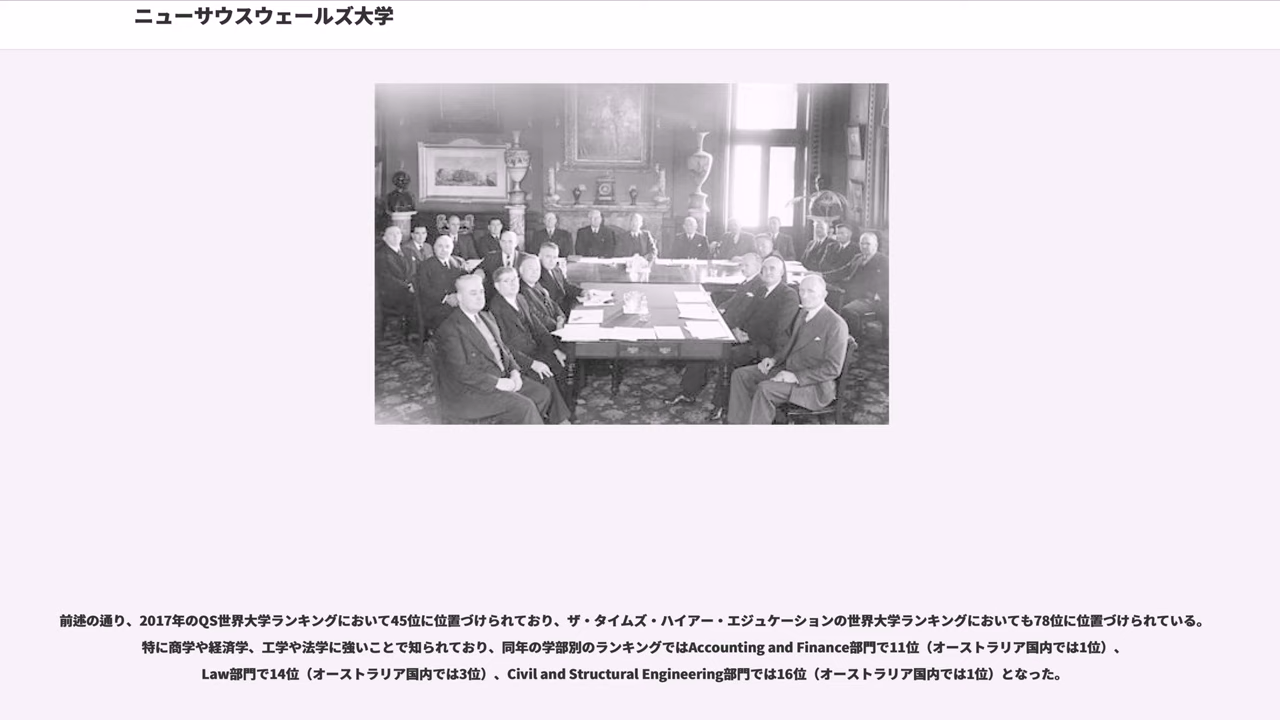 ニューサウスウェールズ大学
前述の通り、2017年のQS世界大学ランキングにおいて45位に位置づけられており、ザ・タイムズ・ハイアー・エジュケーションの世界大学ランキングにおいても78位に位置づけられている。
特に商学や経済学、工学や法学に強いことで知られており、同年の学部別のランキングではAccounting and Finance部門で11位（オーストラリア国内では1位）、
Law部門で14位（オーストラリア国内では3位）、Civil and Structural Engineering部門では16位（オーストラリア国内では1位）となった。